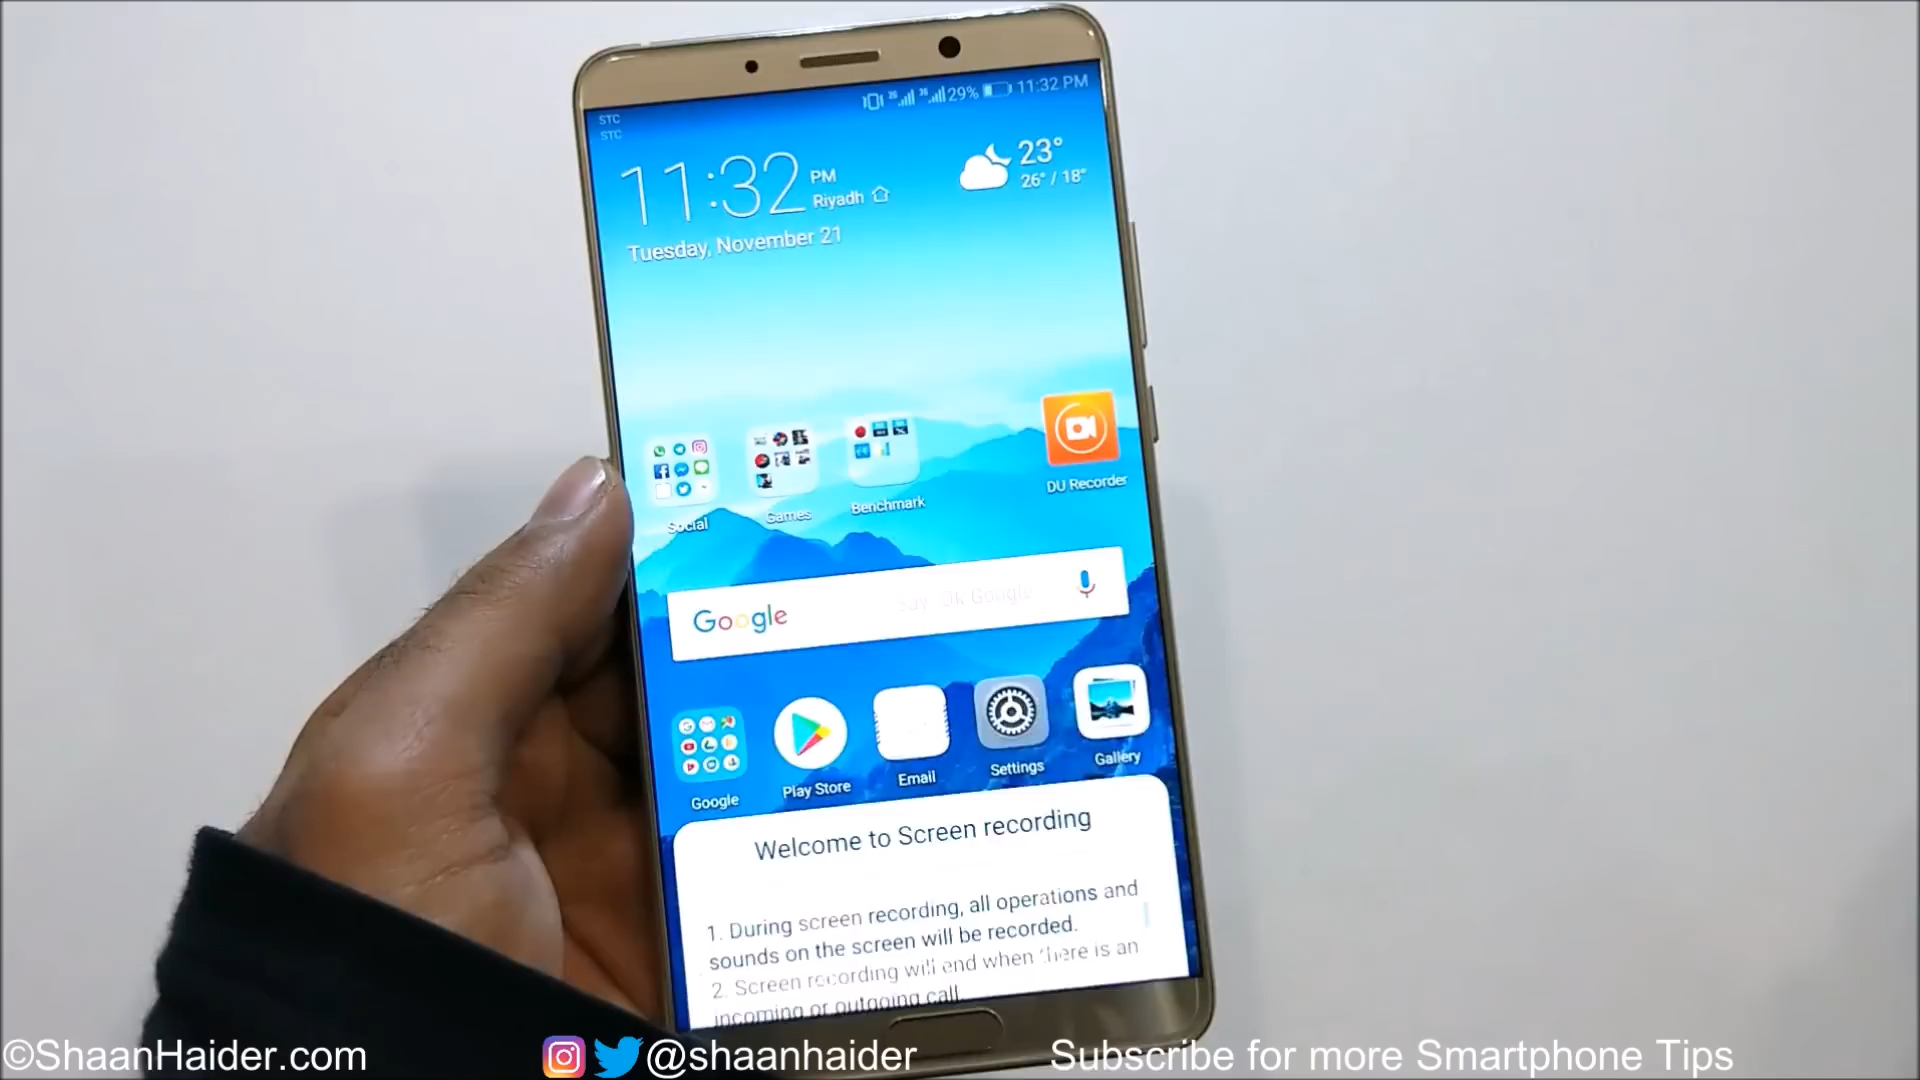 29% 11:32 PM
STC
STC
11:32 PM
Riyadh
Tuesday, November 21
23°
26° / 18°
Social
Games
Benchmark
DU Recorder
Google
Say "Ok Google"
Google
Play Store
Email
Settings
Gallery
Welcome to Screen recording
1. During screen recording, all operations and
sounds on the screen will be recorded.
2. Screen recording will end when there is an
incoming or outgoing call.
©ShaanHaider.com
@shaanhaider
Subscribe for more Smartphone Tips